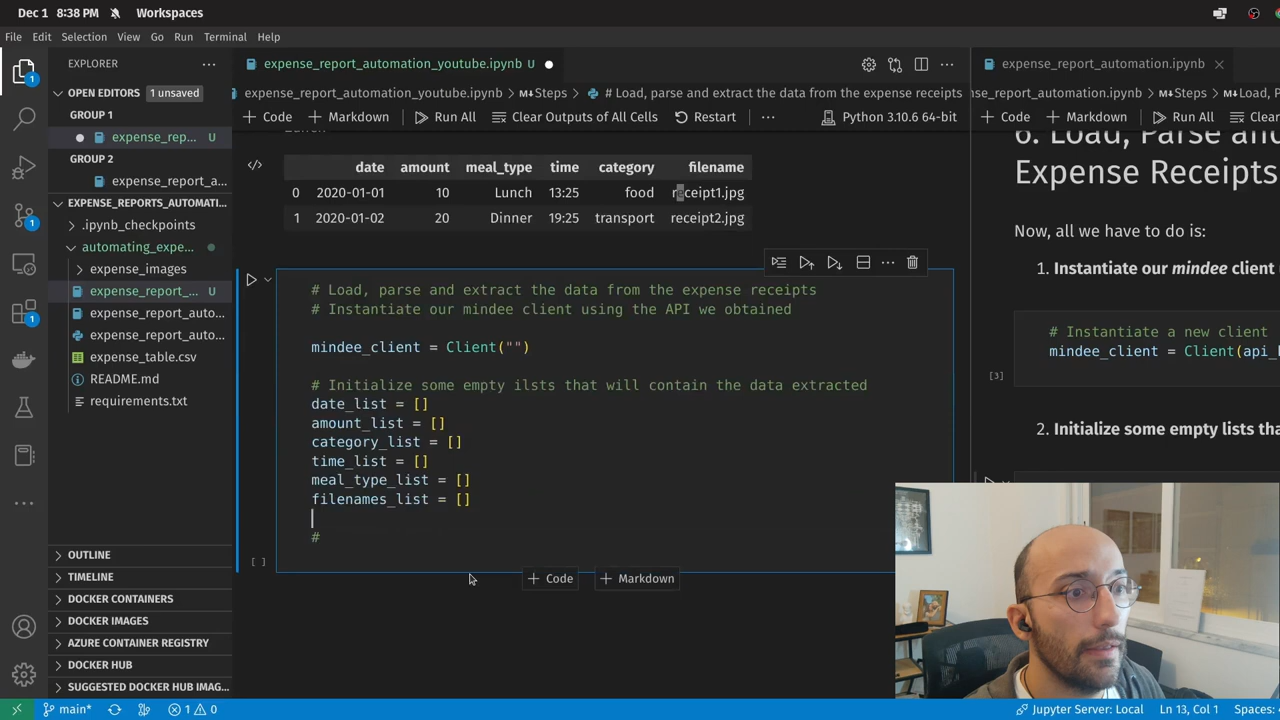 Dec 1 8:38 PM Workspaces
File Edit Selection View Go Run Terminal Help
EXPLORER
OPEN EDITORS 1 unsaved
GROUP 1
expense_rep... U
GROUP 2
expense_report_a...
EXPENSE_REPORTS_AUTOMATI...
.ipynb_checkpoints
automating_expe...
expense_images
expense_report_... U
expense_report_auto...
expense_report_auto...
expense_table.csv
README.md
requirements.txt
OUTLINE
TIMELINE
DOCKER CONTAINERS
DOCKER IMAGES
AZURE CONTAINER REGISTRY
DOCKER HUB
SUGGESTED DOCKER HUB IMAG...
1
1
1
expense_report_automation_youtube.ipynb U
expense_report_automation_youtube.ipynb > M↓Steps > # Load, parse and extract the data from the expense receipts
+ Code + Markdown Run All Clear Outputs of All Cells Restart ... Python 3.10.6 64-bit
date amount meal_type time category filename
0 2020-01-01 10 Lunch 13:25 food receipt1.jpg
1 2020-01-02 20 Dinner 19:25 transport receipt2.jpg
# Load, parse and extract the data from the expense receipts
# Instantiate our mindee client using the API we obtained
mindee_client = Client("")
# Initialize some empty ilsts that will contain the data extracted
date_list = []
amount_list = []
category_list = []
time_list = []
meal_type_list = []
filenames_list = []
#
[ ]
+ Code + Markdown
expense_report_automation.ipynb
nse_report_automation.ipynb > M↓Steps > M↓# Load,
+ Code + Markdown Run All Clear
6. Load, Parse and
Expense Receipts
Now, all we have to do is:
1. Instantiate our mindee client
# Instantiate a new client
mindee_client = Client(api_
[3]
2. Initialize some empty lists tha
main* 1 0 Jupyter Server: Local Ln 13, Col 1 Spaces: